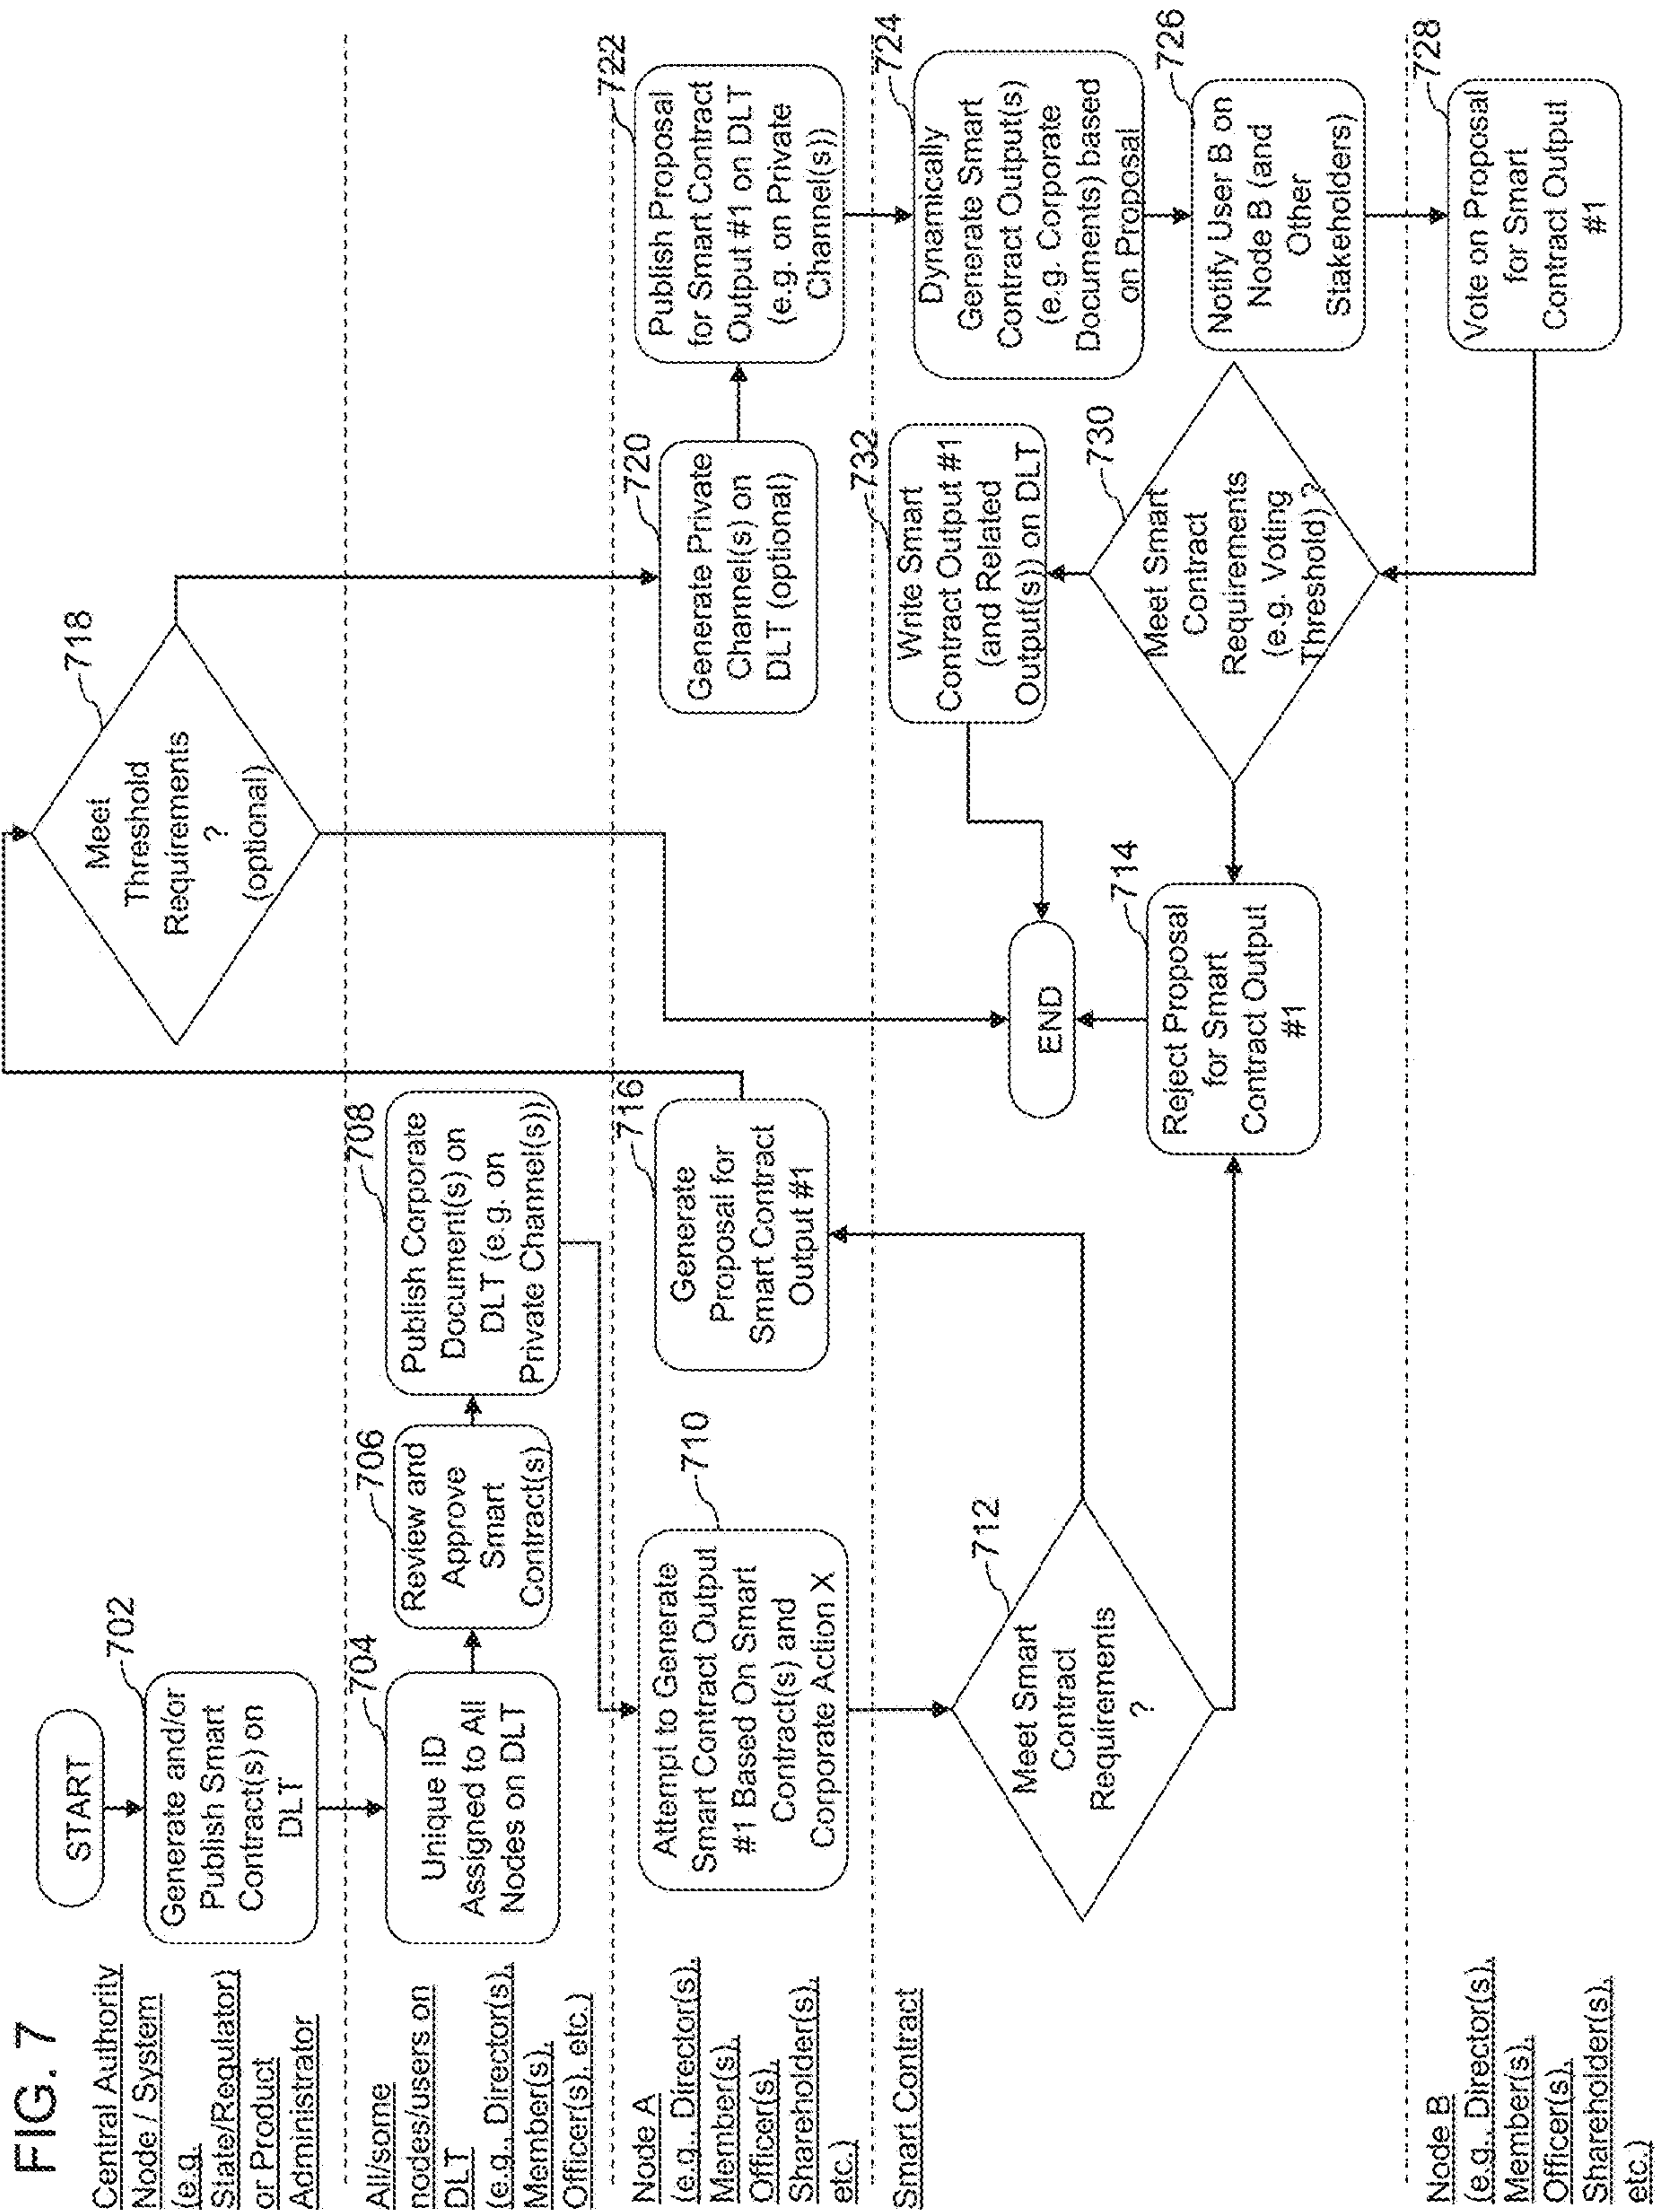 FIG. 7
Central Authority
Node / System
(e.g.
State/Regulator)
or Product
Administrator
START
702
Generate and/or
Publish Smart
Contract(s) on
DLT
718
Meet
Threshold
Requirements
?
(optional)
All/some
nodes/users on
DLT
(e.g., Director(s),
Member(s),
Officer(s), etc.)
704
Unique ID
Assigned to All
Nodes on DLT
706
Review and
Approve
Smart
Contract(s)
708
Publish Corporate
Document(s) on
DLT (e.g. on
Private Channel(s))
Node A
(e.g., Director(s),
Member(s),
Officer(s),
Shareholder(s),
etc.)
710
Attempt to Generate
Smart Contract Output
#1 Based On Smart
Contract(s) and
Corporate Action X
716
Generate
Proposal for
Smart Contract
Output #1
720
Generate Private
Channel(s) on
DLT (optional)
722
Publish Proposal
for Smart Contract
Output #1 on DLT
(e.g. on Private
Channel(s))
Smart Contract
712
Meet Smart
Contract
Requirements
?
END
714
Reject Proposal
for Smart
Contract Output
#1
732
Write Smart
Contract Output #1
(and Related
Output(s)) on DLT
730
Meet Smart
Contract
Requirements
(e.g. Voting
Threshold) ?
724
Dynamically
Generate Smart
Contract Output(s)
(e.g. Corporate
Documents) based
on Proposal
726
Notify User B on
Node B (and
Other
Stakeholders)
Node B
(e.g., Director(s),
Member(s),
Officer(s),
Shareholder(s),
etc.)
728
Vote on Proposal
for Smart
Contract Output
#1